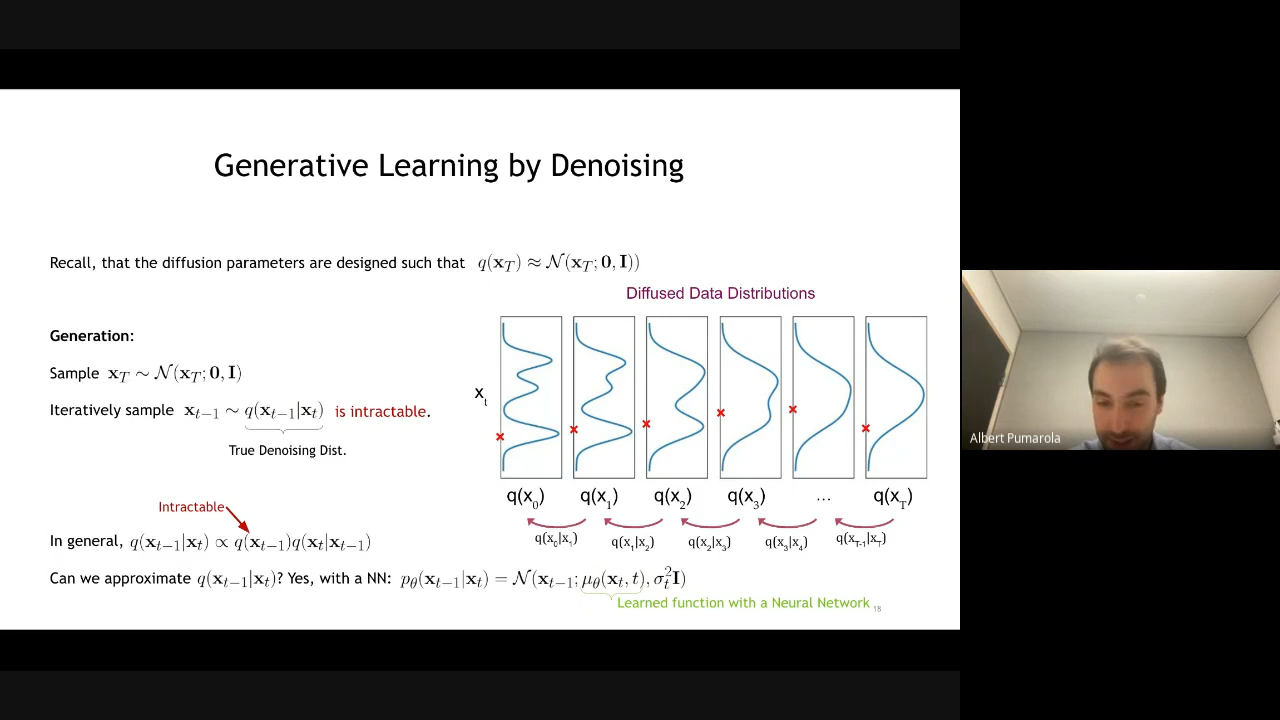 Generative Learning by Denoising
Recall, that the diffusion parameters are designed such that q(x_T) ≈ N(x_T; 0, I))
Diffused Data Distributions
Generation:
Sample x_T ∼ N(x_T; 0, I)
x_t
Iteratively sample x_{t−1} ∼ q(x_{t−1}|x_t) is intractable.
True Denoising Dist.
q(x_0) q(x_1) q(x_2) q(x_3) ... q(x_T)
q(x_0|x_1) q(x_1|x_2) q(x_2|x_3) q(x_3|x_4) q(x_{T-1}|x_T)
Intractable
In general, q(x_{t−1}|x_t) ∝ q(x_{t−1})q(x_t|x_{t−1})
Can we approximate q(x_{t−1}|x_t)? Yes, with a NN: p_θ(x_{t−1}|x_t) = N(x_{t−1}; μ_θ(x_t, t), σ_t^2 I)
Learned function with a Neural Network
18
Albert Pumarola